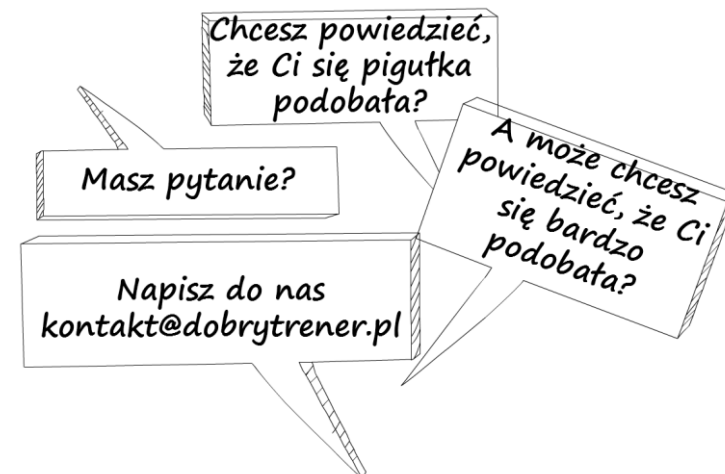 Chcesz powiedzieć,
że Ci się pigułka
podobała?
Masz pytanie?
A może chcesz
powiedzieć, że Ci
się bardzo
podobała?
Napisz do nas
kontakt@dobrytrener.pl